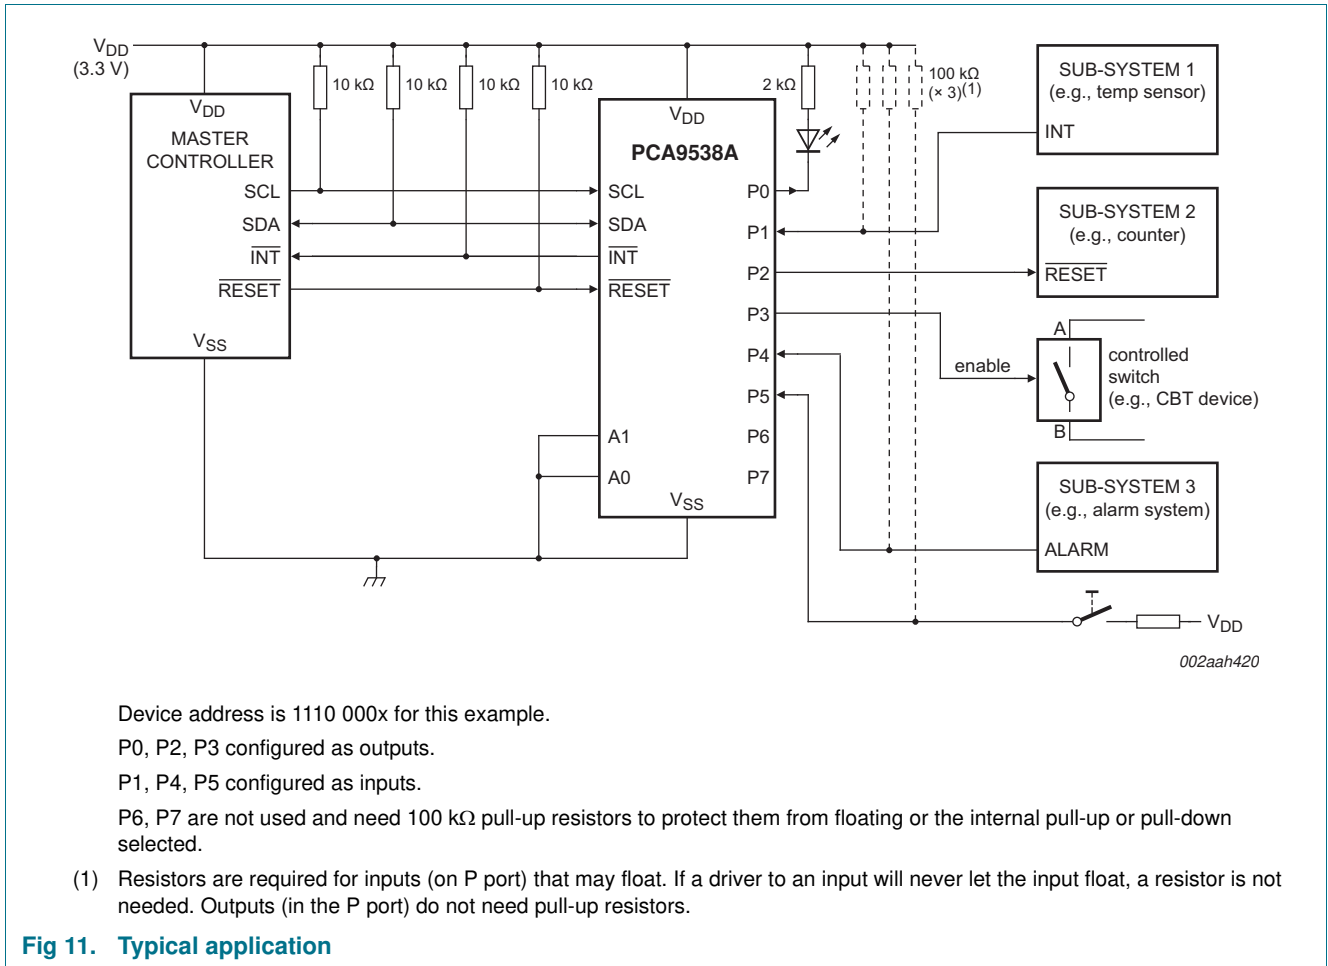 VDD
(3.3 V)
10 kΩ
10 kΩ
10 kΩ
10 kΩ
2 kΩ
100 kΩ
(× 3)(1)
VDD
MASTER
CONTROLLER
SCL
SDA
INT
RESET
VSS
VDD
PCA9538A
SCL
SDA
INT
RESET
A1
A0
VSS
P0
P1
P2
P3
P4
P5
P6
P7
SUB-SYSTEM 1
(e.g., temp sensor)
INT
SUB-SYSTEM 2
(e.g., counter)
RESET
enable
A
B
controlled
switch
(e.g., CBT device)
SUB-SYSTEM 3
(e.g., alarm system)
ALARM
VDD
002aah420
Device address is 1110 000x for this example.
P0, P2, P3 configured as outputs.
P1, P4, P5 configured as inputs.
P6, P7 are not used and need 100 kΩ pull-up resistors to protect them from floating or the internal pull-up or pull-down
selected.
(1) Resistors are required for inputs (on P port) that may float. If a driver to an input will never let the input float, a resistor is not
needed. Outputs (in the P port) do not need pull-up resistors.
Fig 11. Typical application